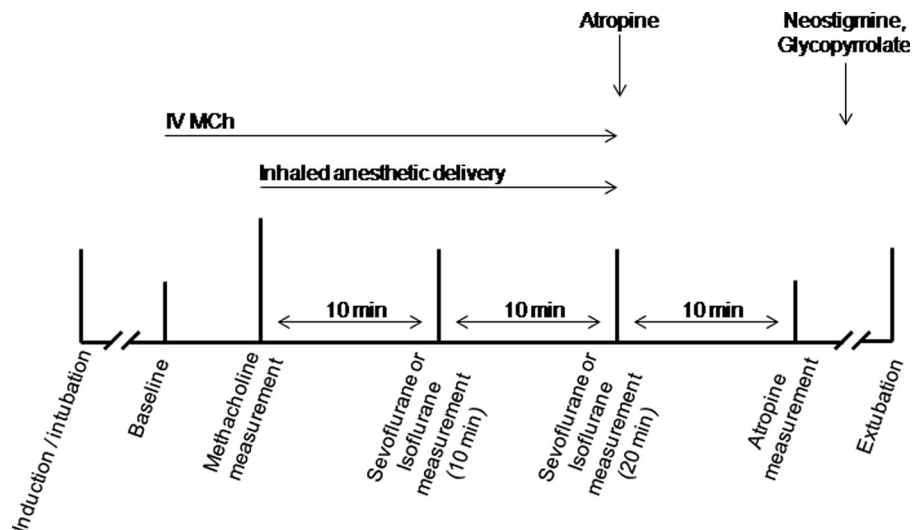 Atropine
Neostigmine,
Glycopyrrolate
IV MCh
Inhaled anesthetic delivery
10 min
10 min
10 min
Induction / intubation
Baseline
Methacholine
measurement
Sevoflurane or
Isoflurane
measurement
(10 min)
Sevoflurane or
Isoflurane
measurement
(20 min)
Atropine
measurement
Extubation